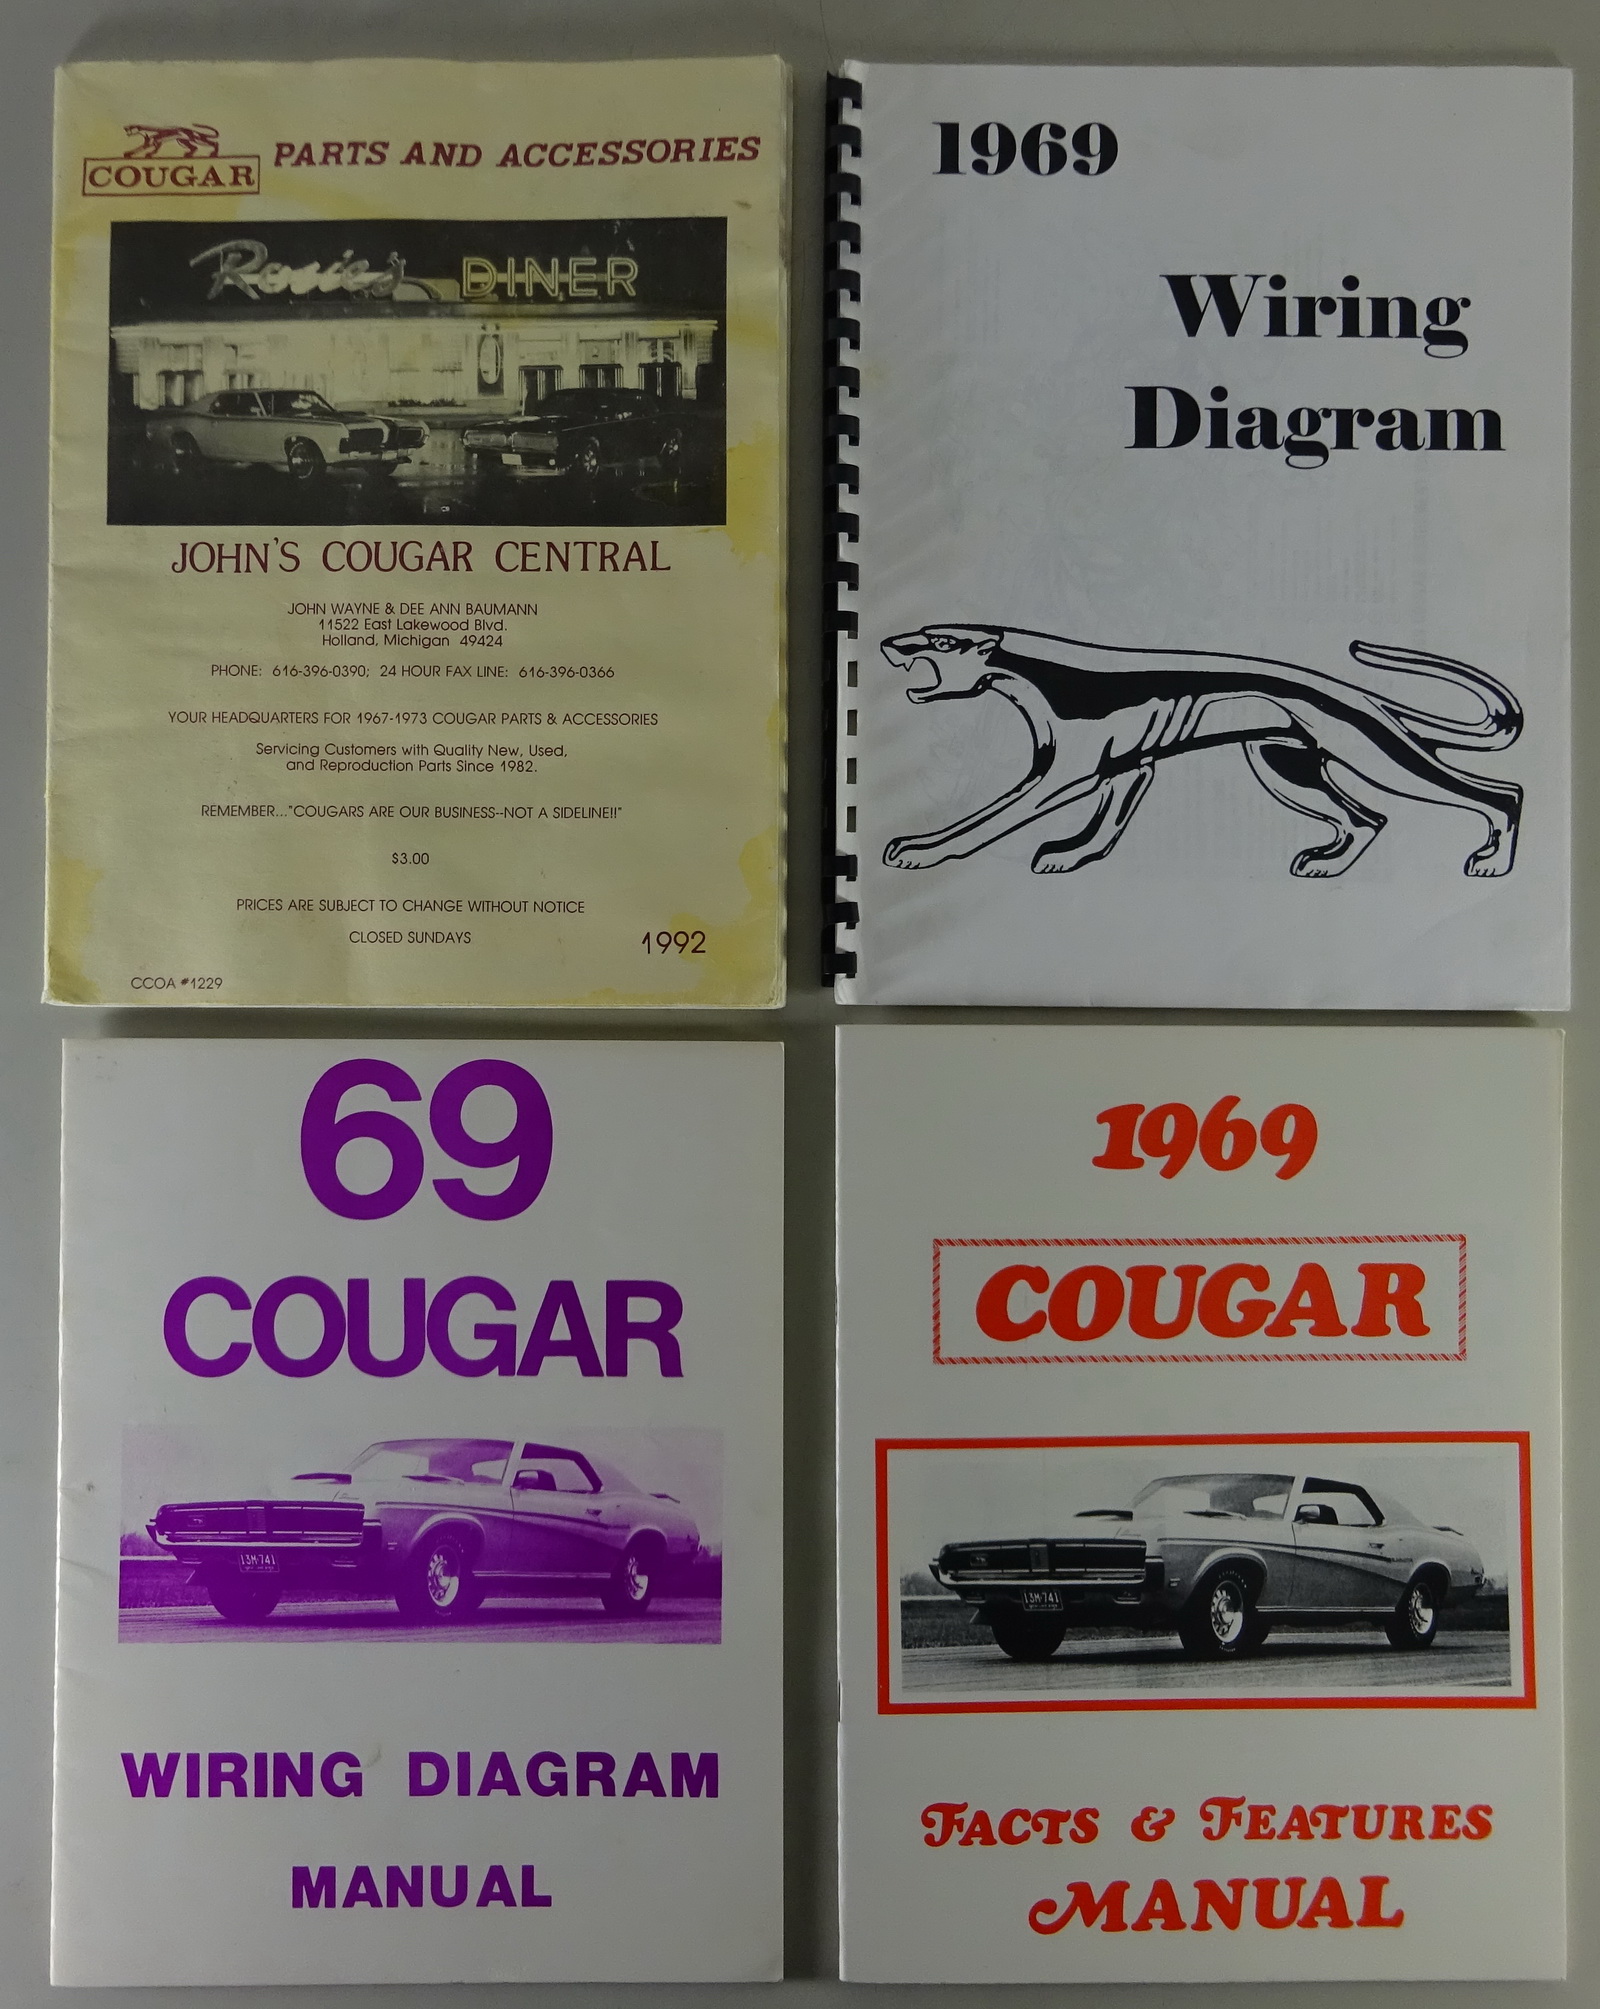 COUGAR PARTS AND ACCESSORIES
Rosie's DINER
JOHN'S COUGAR CENTRAL
JOHN WAYNE & DEE ANN BAUMANN
11522 East Lakewood Blvd.
Holland, Michigan 49424
PHONE: 616-396-0390; 24 HOUR FAX LINE: 616-396-0366
YOUR HEADQUARTERS FOR 1967-1973 COUGAR PARTS & ACCESSORIES
Servicing Customers with Quality New, Used,
and Reproduction Parts Since 1982.
REMEMBER..."COUGARS ARE OUR BUSINESS--NOT A SIDELINE!!"
$3.00
PRICES ARE SUBJECT TO CHANGE WITHOUT NOTICE
CLOSED SUNDAYS
1992
CCOA #1229
1969
Wiring
Diagram
69
COUGAR
13M-741
WIRING DIAGRAM
MANUAL
1969
COUGAR
13M-741
FACTS & FEATURES
MANUAL